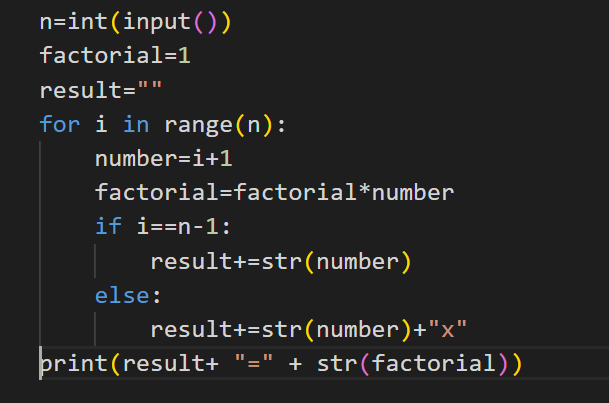 n=int(input())
factorial=1
result=""
for i in range(n):
    number=i+1
    factorial=factorial*number
    if i==n-1:
        result+=str(number)
    else:
        result+=str(number)+"x"
print(result+ "=" + str(factorial))